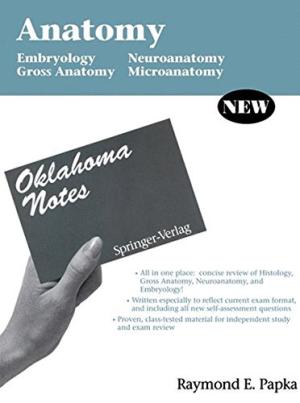 Anatomy
Embryology Neuroanatomy
Gross Anatomy Microanatomy
NEW
Oklahoma
Notes
Springer-Verlag
• All in one place: concise review of Histology,
Gross Anatomy, Neuroanatomy, and
Embryology!
• Written especially to reflect current exam format,
and including all new self-assessment questions
• Proven, class-tested material for independent study
and exam review
Raymond E. Papka